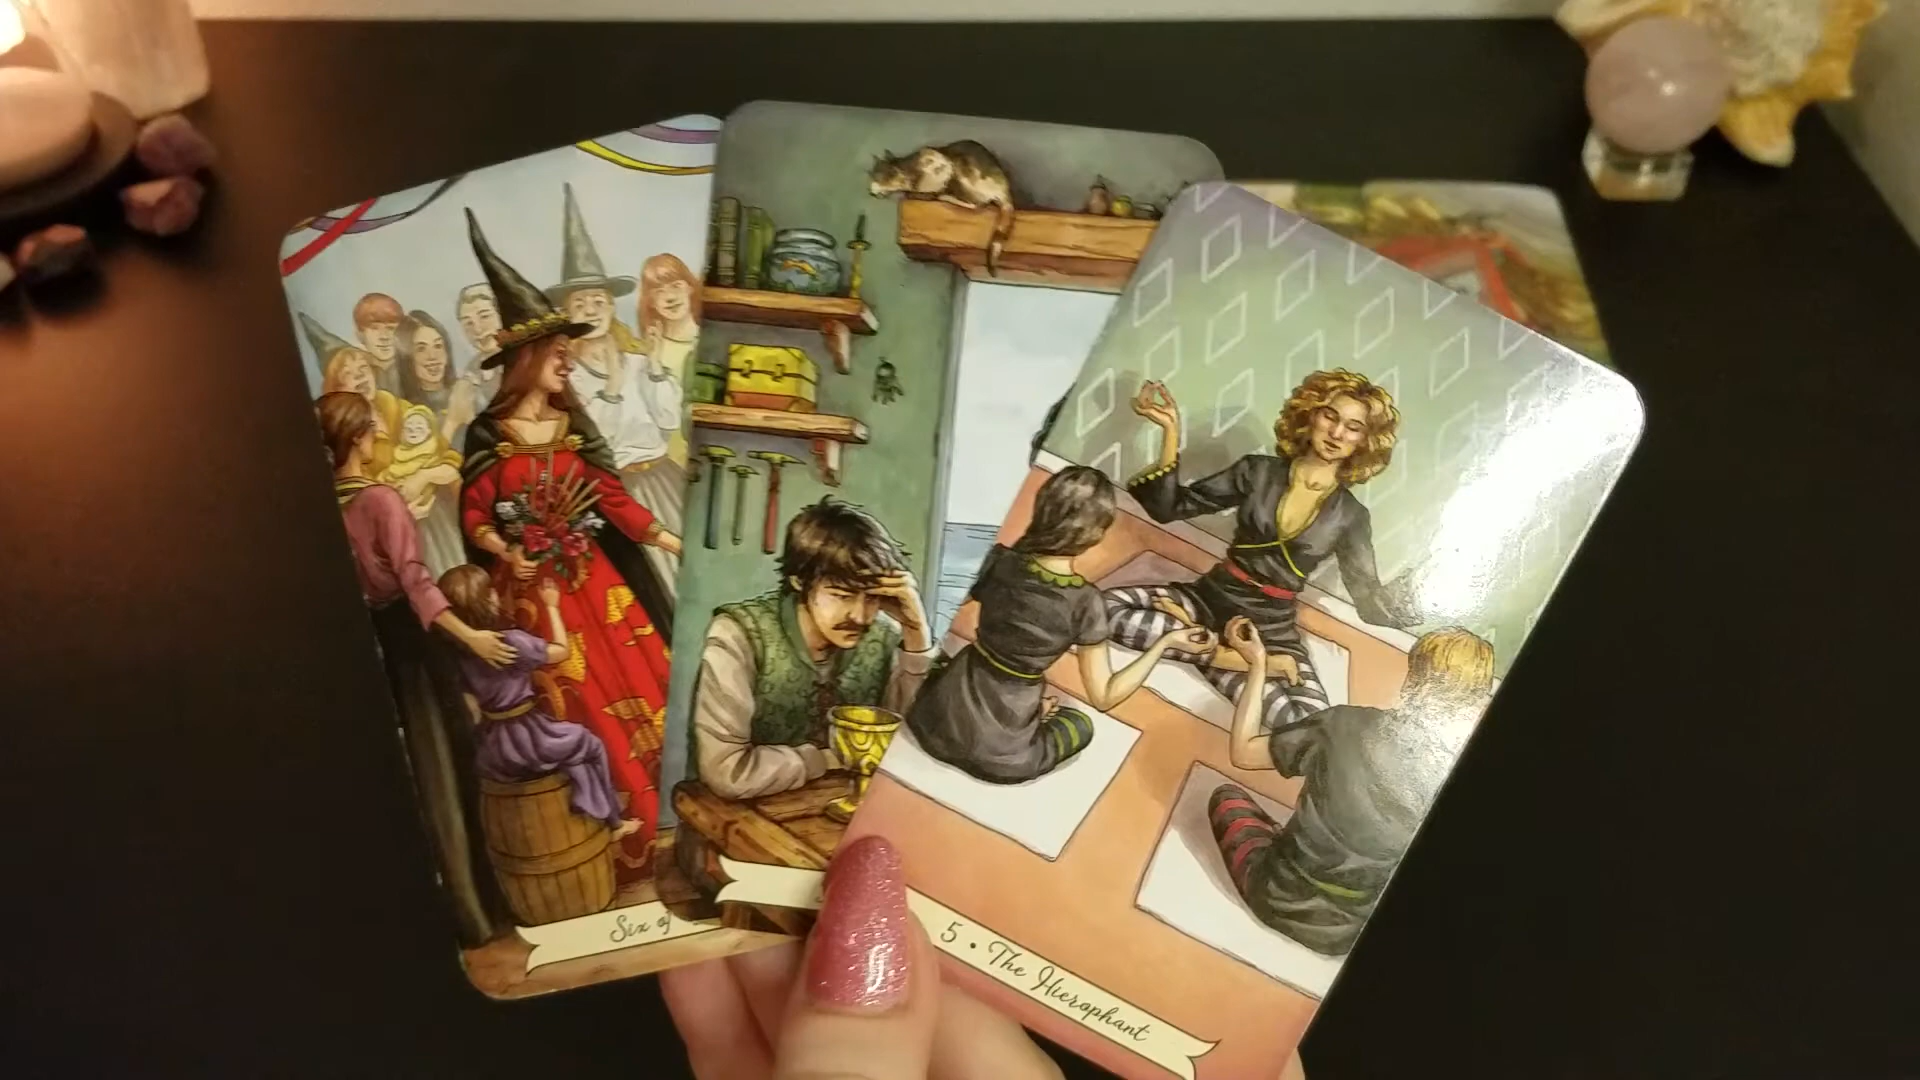 Six of
5 • The Hierophant